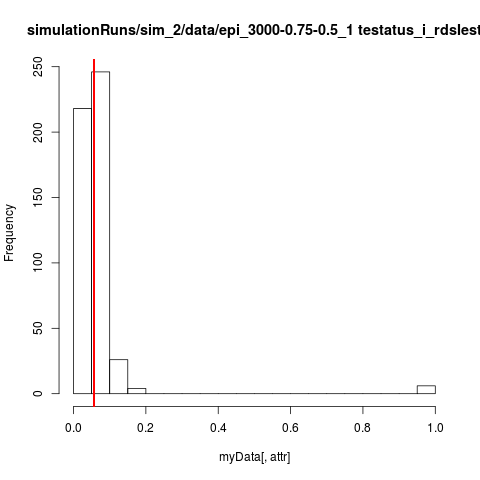 simulationRuns/sim_2/data/epi_3000-0.75-0.5_1 testatus_i_rdslest
250
200
150
100
50
0
Frequency
0.0 0.2 0.4 0.6 0.8 1.0
myData[, attr]